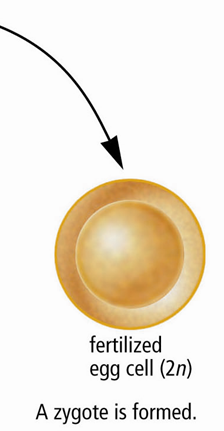 fertilized
egg cell (2n)
A zygote is formed.